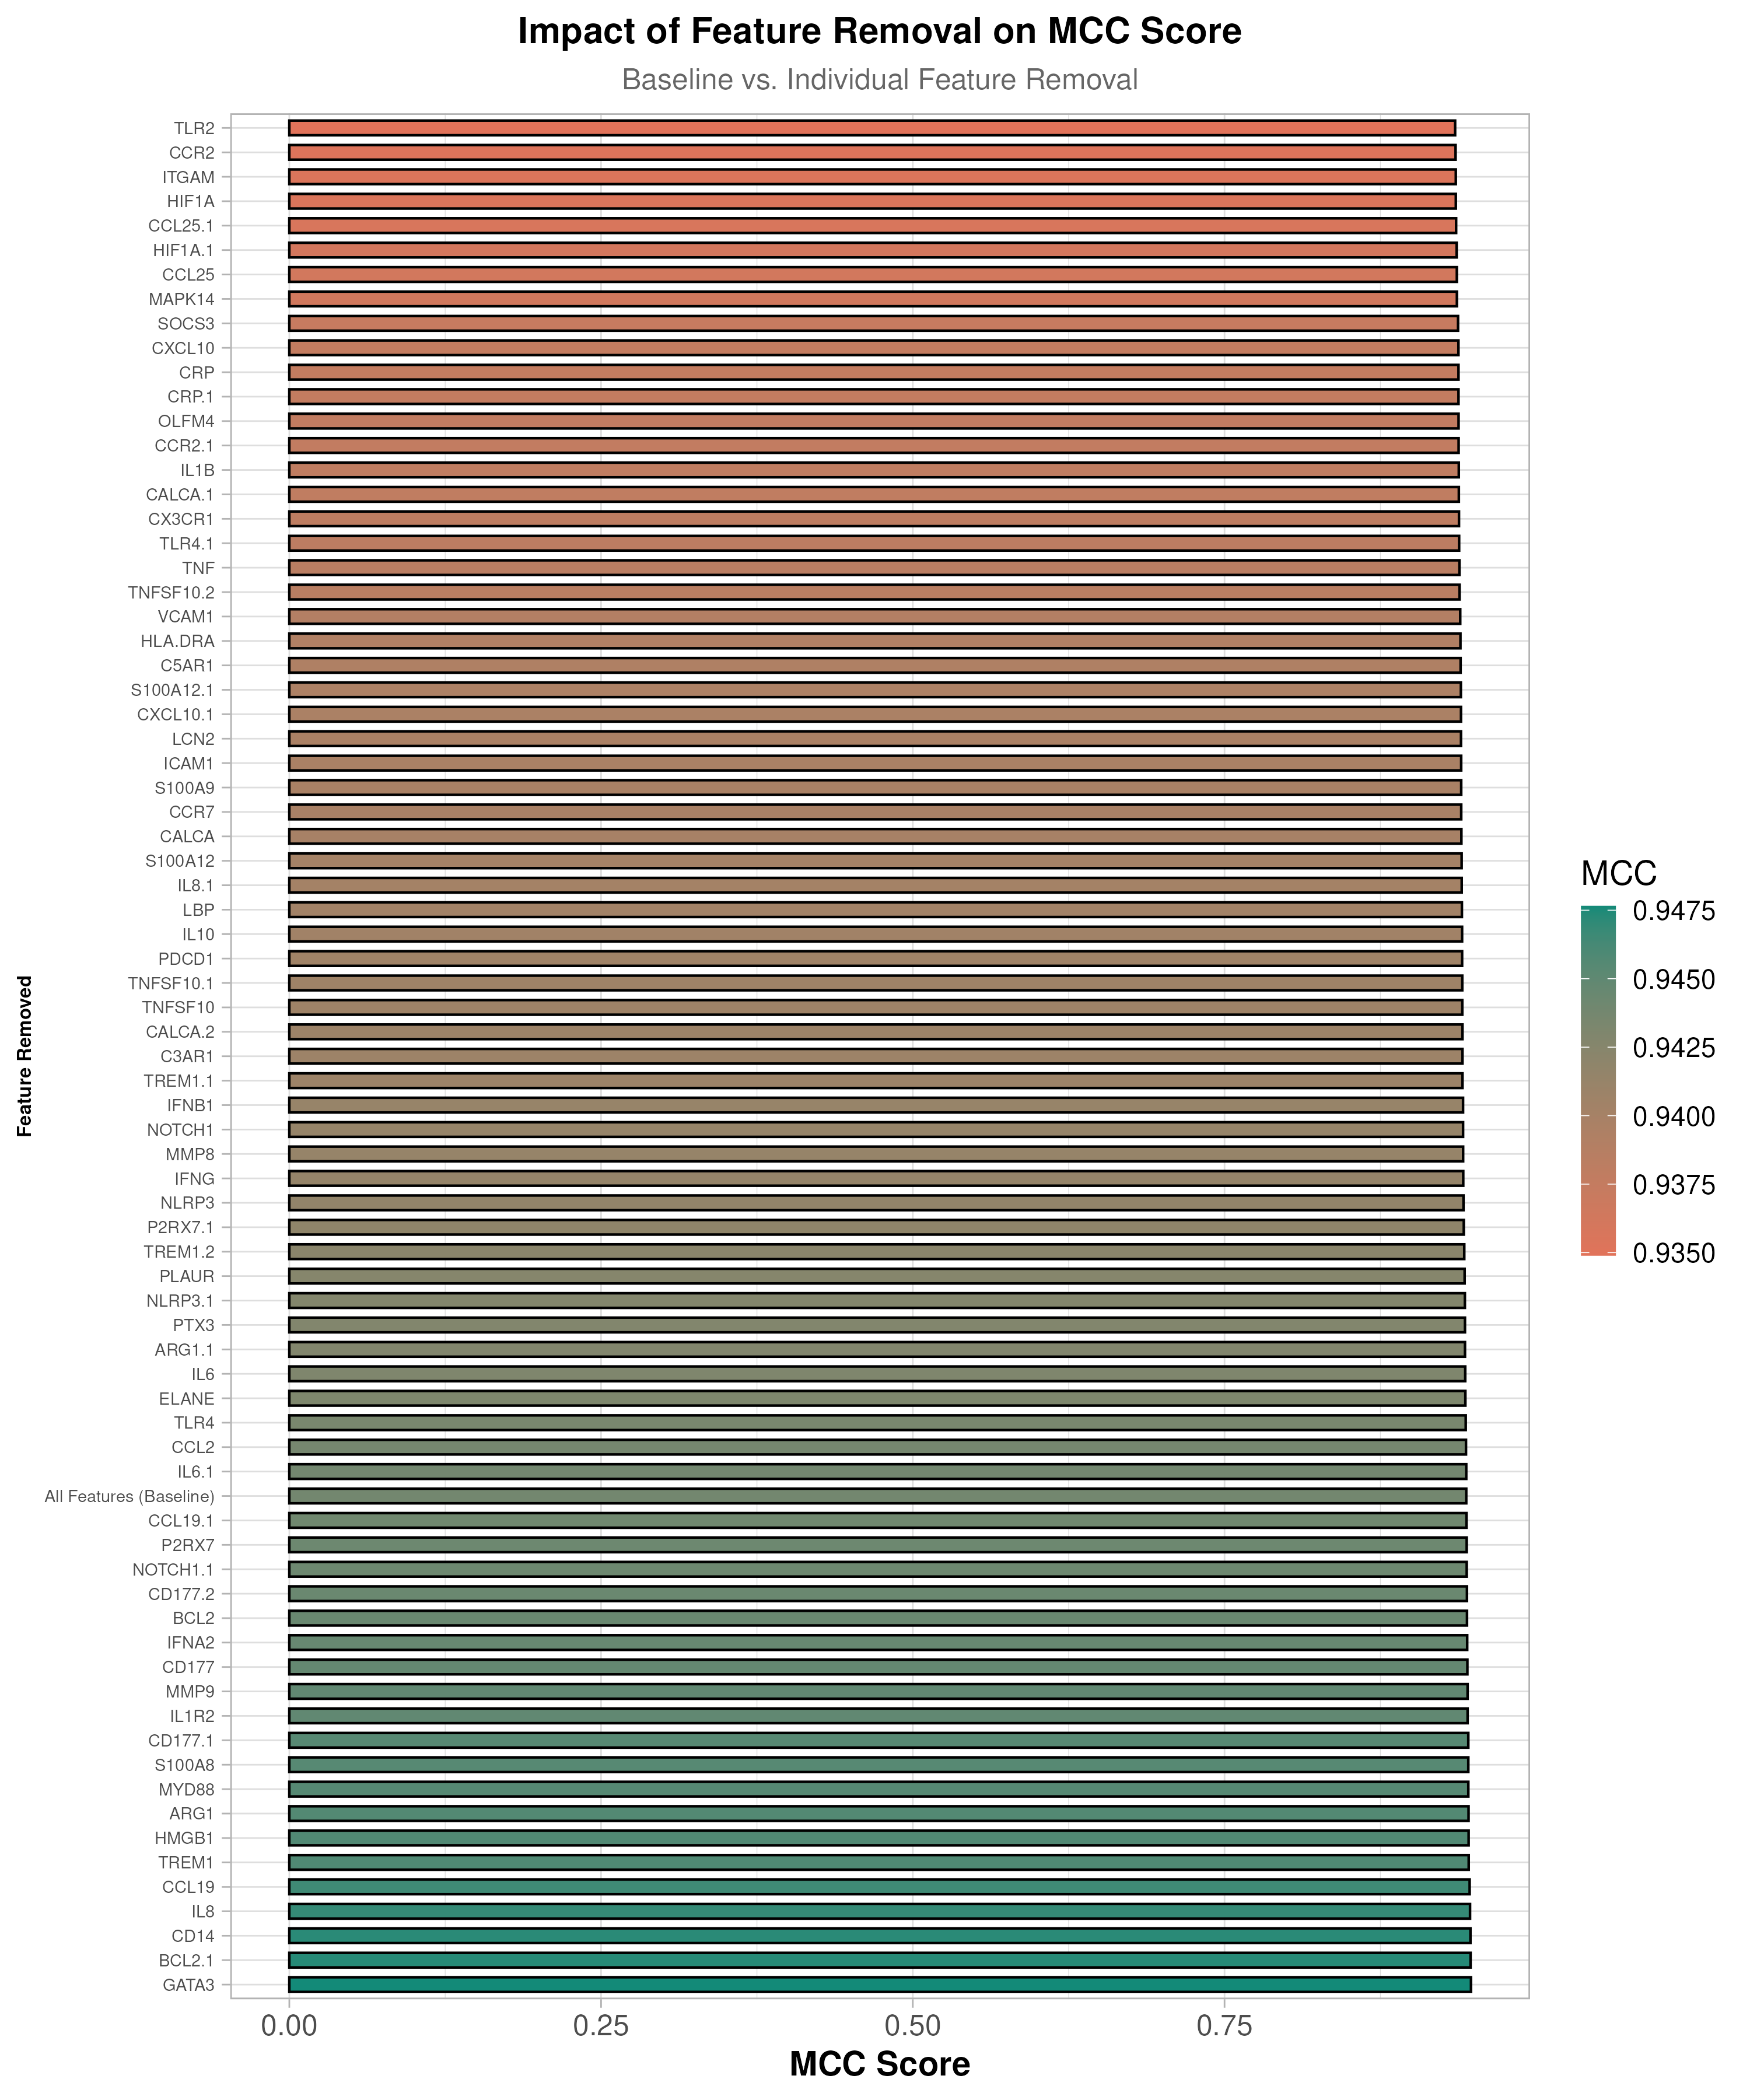 Impact of Feature Removal on MCC Score
Baseline vs. Individual Feature Removal
Feature Removed
TLR2
CCR2
ITGAM
HIF1A
CCL25.1
HIF1A.1
CCL25
MAPK14
SOCS3
CXCL10
CRP
CRP.1
OLFM4
CCR2.1
IL1B
CALCA.1
CX3CR1
TLR4.1
TNF
TNFSF10.2
VCAM1
HLA.DRA
C5AR1
S100A12.1
CXCL10.1
LCN2
ICAM1
S100A9
CCR7
CALCA
S100A12
IL8.1
LBP
IL10
PDCD1
TNFSF10.1
TNFSF10
CALCA.2
C3AR1
TREM1.1
IFNB1
NOTCH1
MMP8
IFNG
NLRP3
P2RX7.1
TREM1.2
PLAUR
NLRP3.1
PTX3
ARG1.1
IL6
ELANE
TLR4
CCL2
IL6.1
All Features (Baseline)
CCL19.1
P2RX7
NOTCH1.1
CD177.2
BCL2
IFNA2
CD177
MMP9
IL1R2
CD177.1
S100A8
MYD88
ARG1
HMGB1
TREM1
CCL19
IL8
CD14
BCL2.1
GATA3
0.00 0.25 0.50 0.75
MCC Score
MCC
0.9475
0.9450
0.9425
0.9400
0.9375
0.9350